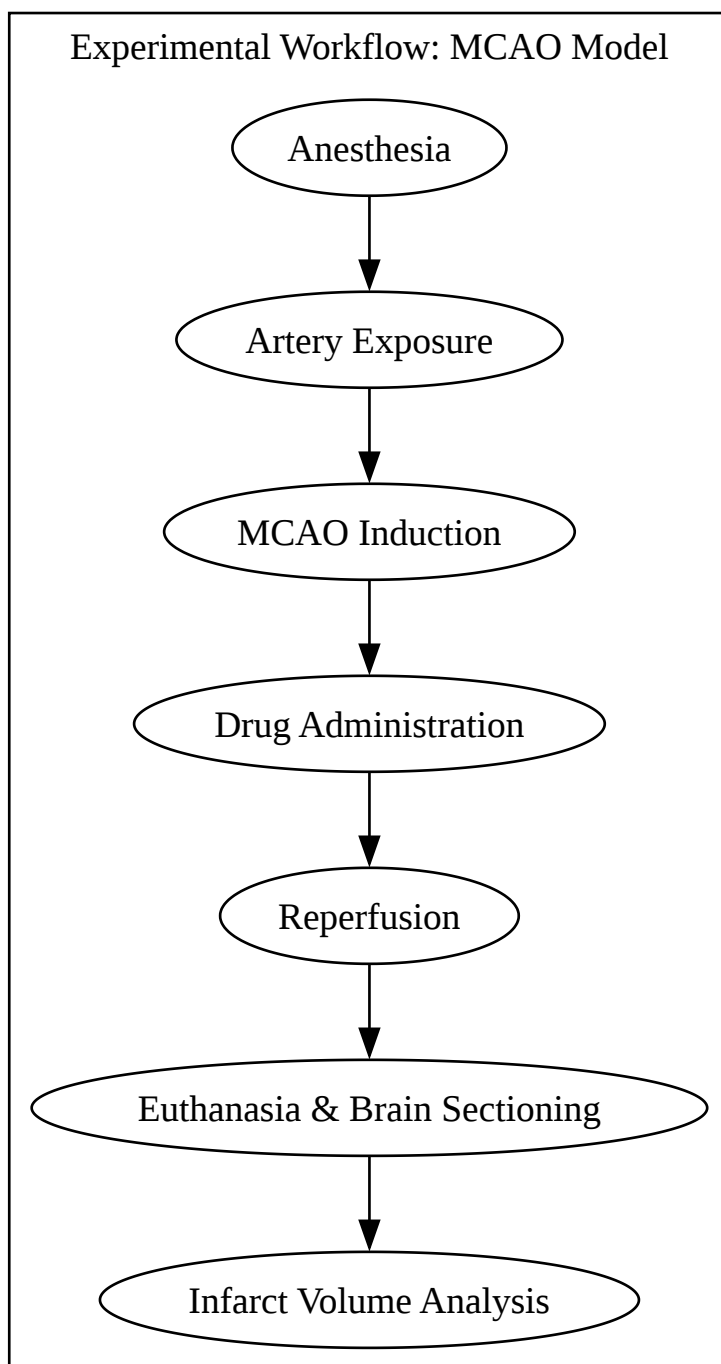 Experimental Workflow: MCAO Model
Anesthesia
Artery Exposure
MCAO Induction
Drug Administration
Reperfusion
Euthanasia & Brain Sectioning
Infarct Volume Analysis